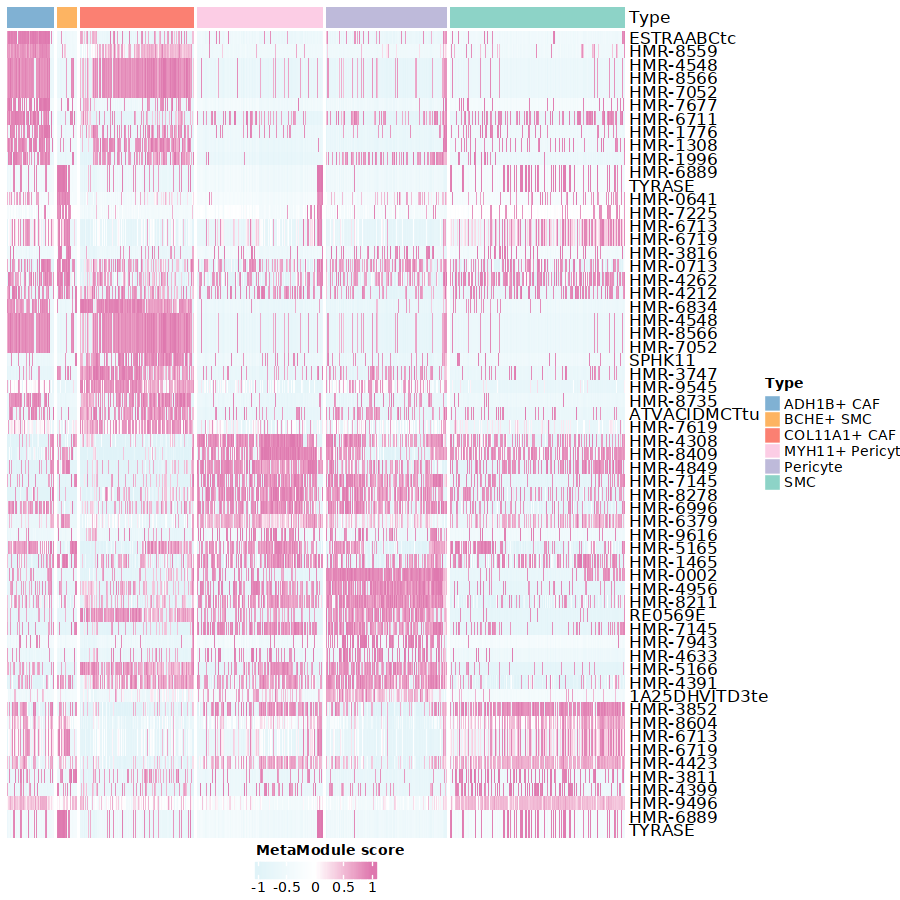 Type
ESTRAABCtc
HMR-8559
HMR-4548
HMR-8566
HMR-7052
HMR-7677
HMR-6711
HMR-1776
HMR-1308
HMR-1996
HMR-6889
TYRASE
HMR-0641
HMR-7225
HMR-6713
HMR-6719
HMR-3816
HMR-0713
HMR-4262
HMR-4212
HMR-6834
HMR-4548
HMR-8566
HMR-7052
SPHK11
HMR-3747
HMR-9545
HMR-8735
ATVACIDMCTtu
HMR-7619
HMR-4308
HMR-8409
HMR-4849
HMR-7145
HMR-8278
HMR-6996
HMR-6379
HMR-9616
HMR-5165
HMR-1465
HMR-0002
HMR-4956
HMR-8211
RE0569E
HMR-7145
HMR-7943
HMR-4633
HMR-5166
HMR-4391
1A25DHVITD3te
HMR-3852
HMR-8604
HMR-6713
HMR-6719
HMR-4423
HMR-3811
HMR-4399
HMR-9496
HMR-6889
TYRASE
Type
ADH1B+ CAF
BCHE+ SMC
COL11A1+ CAF
MYH11+ Pericyt
Pericyte
SMC
MetaModule score
-1 -0.5 0 0.5 1